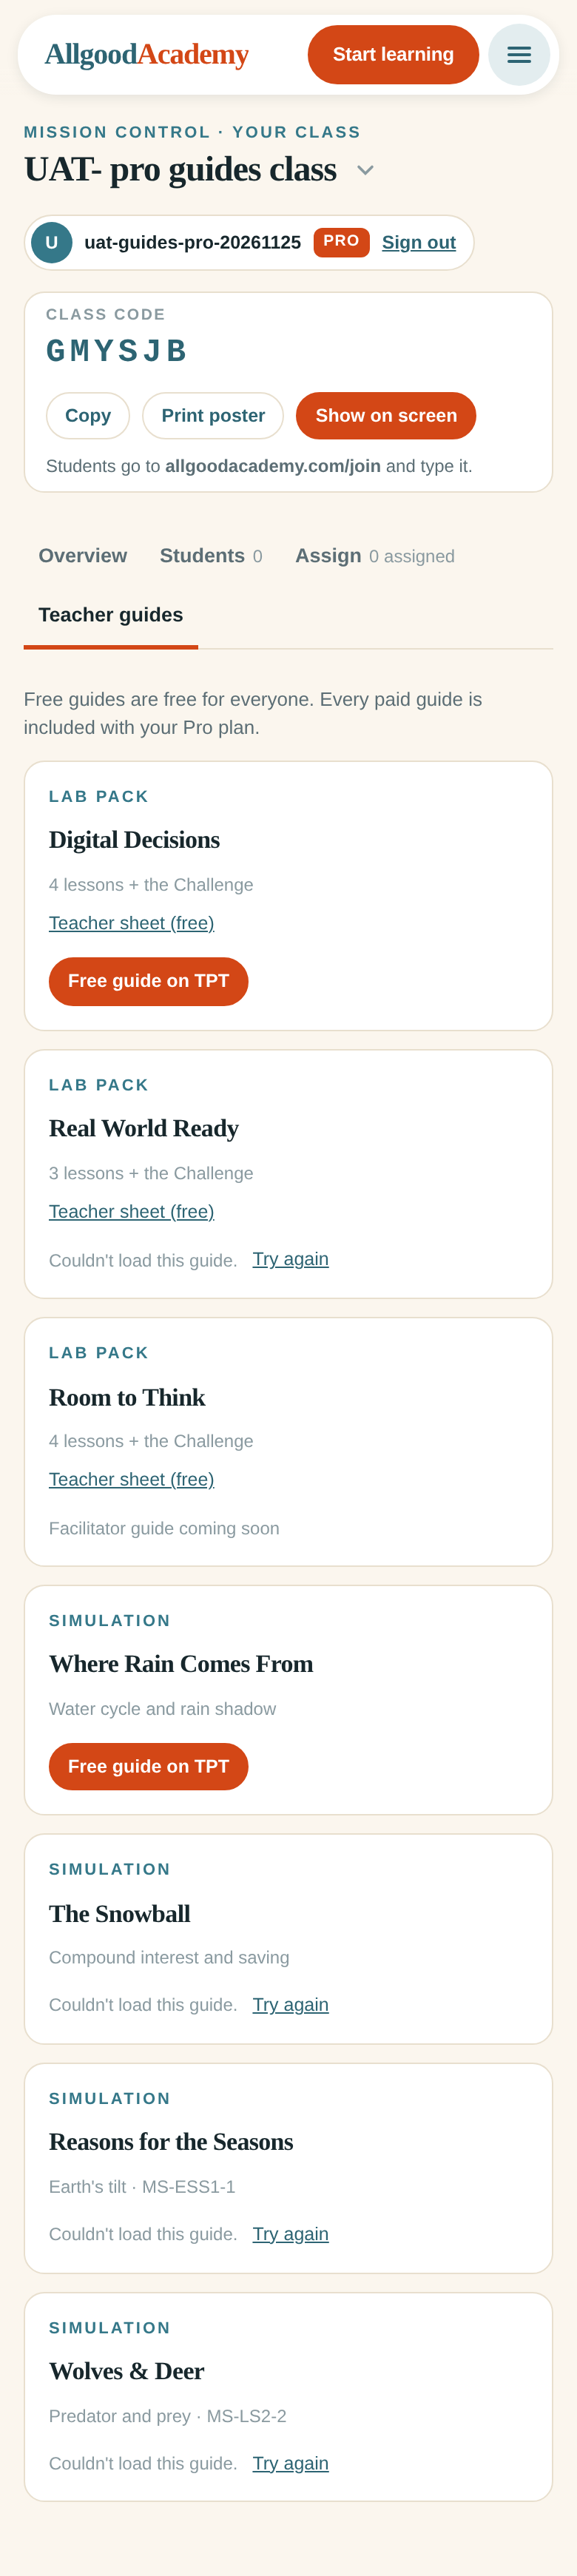 AllgoodAcademy
Start learning
MISSION CONTROL · YOUR CLASS
UAT- pro guides class
U
uat-guides-pro-20261125
PRO
Sign out
CLASS CODE
GMYSJB
Copy
Print poster
Show on screen
Students go to allgoodacademy.com/join and type it.
Overview
Students 0
Assign 0 assigned
Teacher guides
Free guides are free for everyone. Every paid guide is
included with your Pro plan.
LAB PACK
Digital Decisions
4 lessons + the Challenge
Teacher sheet (free)
Free guide on TPT
LAB PACK
Real World Ready
3 lessons + the Challenge
Teacher sheet (free)
Couldn't load this guide. Try again
LAB PACK
Room to Think
4 lessons + the Challenge
Teacher sheet (free)
Facilitator guide coming soon
SIMULATION
Where Rain Comes From
Water cycle and rain shadow
Free guide on TPT
SIMULATION
The Snowball
Compound interest and saving
Couldn't load this guide. Try again
SIMULATION
Reasons for the Seasons
Earth's tilt · MS-ESS1-1
Couldn't load this guide. Try again
SIMULATION
Wolves & Deer
Predator and prey · MS-LS2-2
Couldn't load this guide. Try again